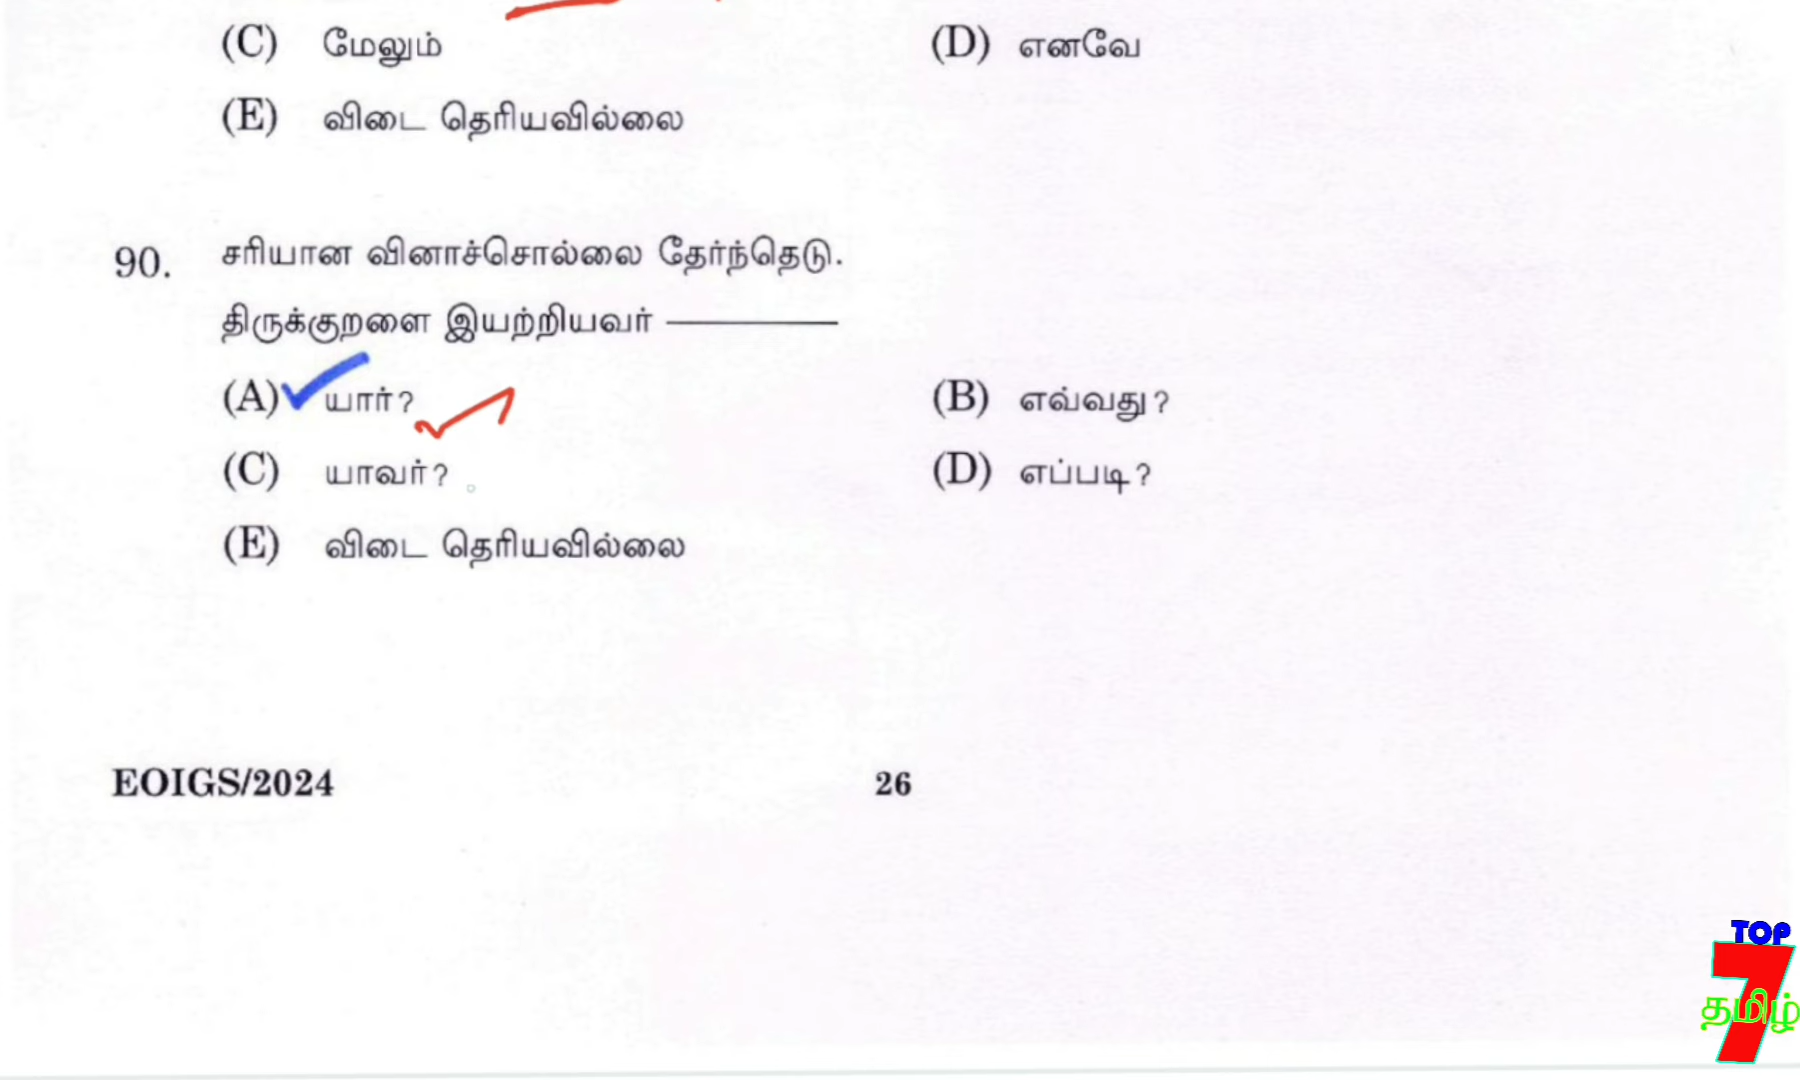 (C) மேலும் (D) எனவே
(E) விடை தெரியவில்லை
90. சரியான வினாச்சொல்லை தேர்ந்தெடு.
திருக்குறளை இயற்றியவர் ————
(A) யார்? (B) எவ்வது?
(C) யாவர்? (D) எப்படி?
(E) விடை தெரியவில்லை
EOIGS/2024 26
TOP
7
தமிழ்